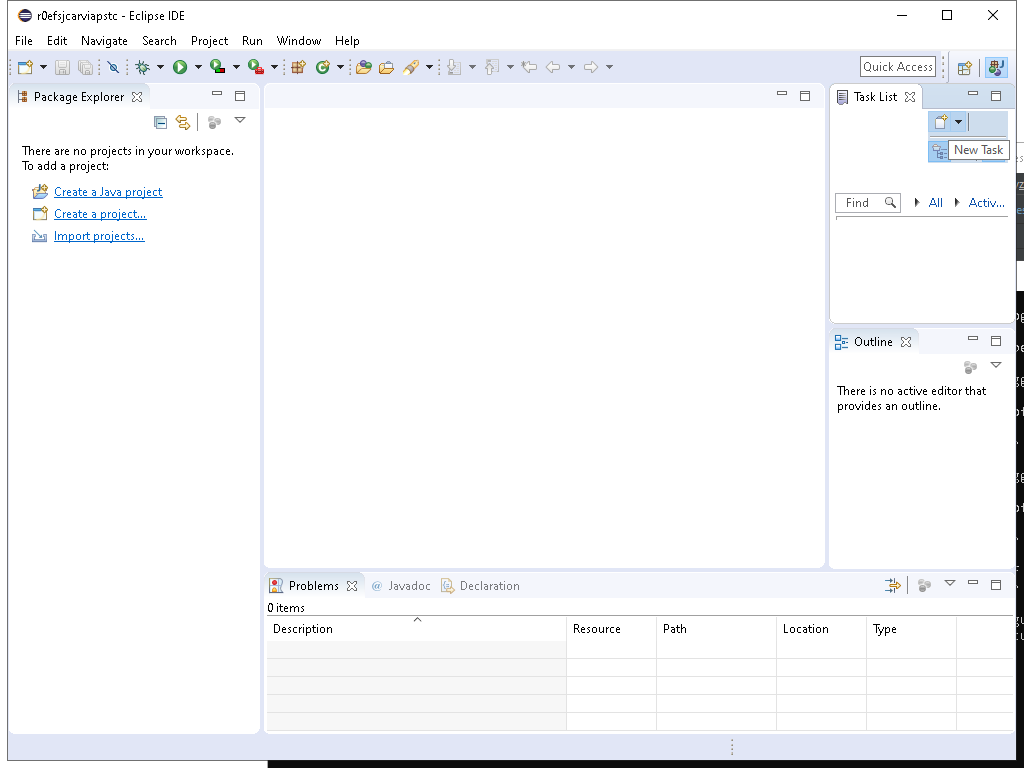 r0efsjcarviapstc - Eclipse IDE
File Edit Navigate Search Project Run Window Help
Quick Access
Package Explorer
There are no projects in your workspace.
To add a project:
Create a Java project
Create a project...
Import projects...
Task List
New Task
Find All Activ...
Outline
There is no active editor that
provides an outline.
Problems @ Javadoc Declaration
0 items
Description Resource Path Location Type